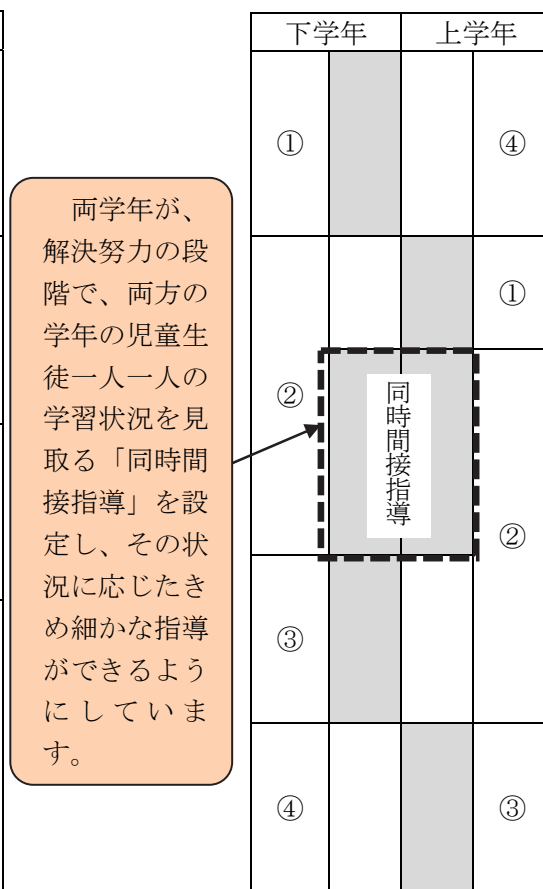 下学年 上学年
① ④
両学年が、
解決努力の段
階で、両方の
学年の児童生
徒一人一人の
学習状況を見
取る「同時間
接指導」を設
定し、その状
況に応じたき
め細かな指導
ができるよう
にしていま
す。
①
②
同時間接指導
②
③
④ ③